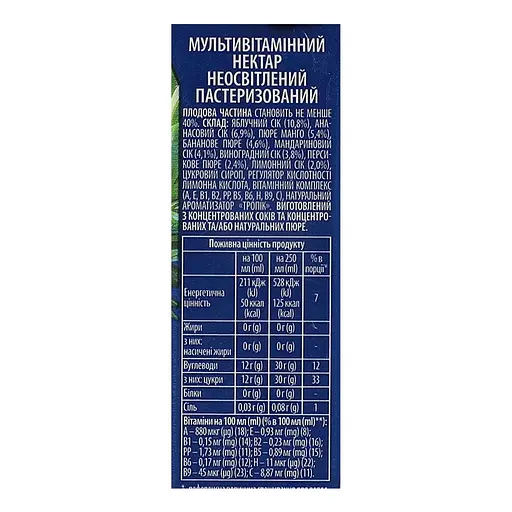 МУЛЬТИВІТАМІННИЙ
НЕКТАР
НЕОСВІТЛЕНИЙ
ПАСТЕРИЗОВАНИЙ
ПЛОДОВА ЧАСТИНА СТАНОВИТЬ НЕ МЕНШЕ
40%. СКЛАД: ЯБЛУЧНИЙ СІК (10,8%), АНА-
НАСОВИЙ СІК (6,9%), ПЮРЕ МАНГО (5,4%),
БАНАНОВЕ ПЮРЕ (4,6%), МАНДАРИНОВИЙ
СІК (4,1%), ВИНОГРАДНИЙ СІК (3,8%), ПЕРСИ-
КОВЕ ПЮРЕ (2,4%), ЛИМОННИЙ СІК (2,0%),
ЦУКРОВИЙ СИРОП, РЕГУЛЯТОР КИСЛОТНОСТІ
ЛИМОННА КИСЛОТА, ВІТАМІННИЙ КОМПЛЕКС
(A, E, B1, B2, PP, B5, B6, H, B9, C), НАТУРАЛЬНИЙ
АРОМАТИЗАТОР «ТРОПІК». ВИГОТОВЛЕНИЙ
З КОНЦЕНТРОВАНИХ СОКІВ ТА КОНЦЕНТРО-
ВАНИХ ТА/АБО НАТУРАЛЬНИХ ПЮРЕ.
Поживна цінність продукту
на 100 мл (ml) на 250 мл (ml) % в порції*
Енергетична цінність 211 кДж (kJ) 50 ккал (kcal) 528 кДж (kJ) 125 ккал (kcal) 7
Жири 0 г (g) 0 г (g) -
з них: насичені жири 0 г (g) 0 г (g) -
Вуглеводи 12 г (g) 30 г (g) 12
з них: цукри 12 г (g) 30 г (g) 33
Білки 0 г (g) 0 г (g) -
Сіль 0,03 г (g) 0,08 г (g) 1
Вітаміни на 100 мл (ml) (% в 100 мл (ml)**):
A – 880 мкг (µg) (18); E – 0,93 мг (mg) (8);
B1 – 0,15 мг (mg) (14); B2 – 0,23 мг (mg) (16);
PP – 1,73 мг (mg) (11); B5 – 0,89 мг (mg) (15);
B6 – 0,17 мг (mg) (12); H – 11 мкг (µg) (22);
B9 – 45 мкг (µg) (23); C – 8,87 мг (mg) (11).